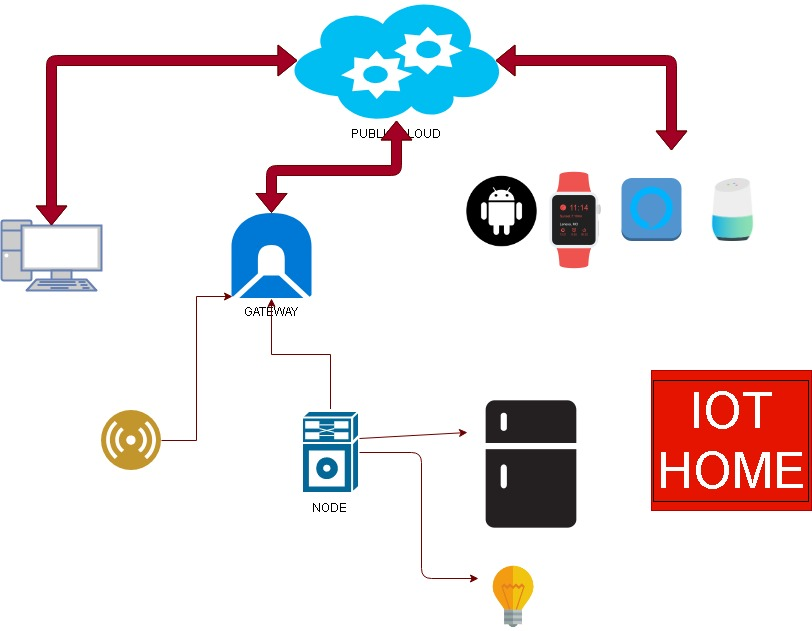 PUBLIC CLOUD
11:14
GATEWAY
IOT
HOME
NODE